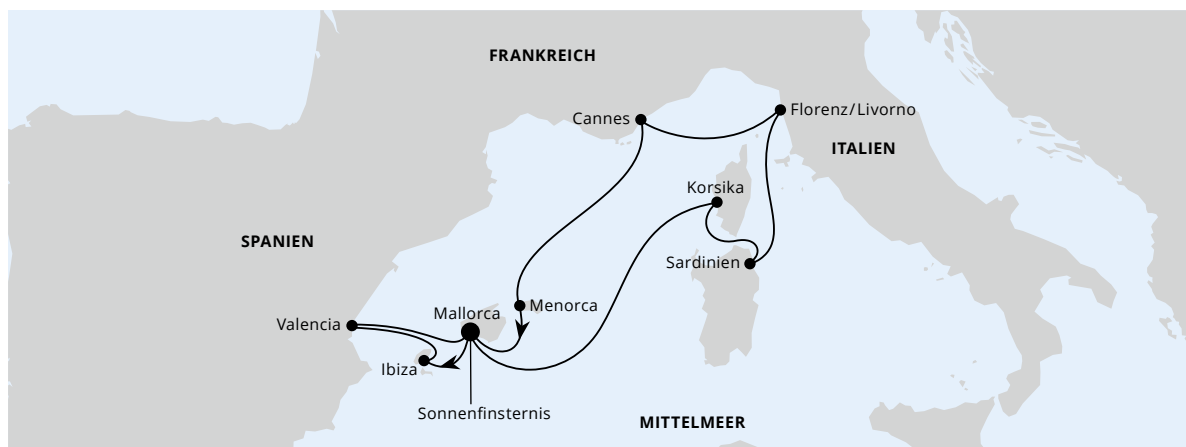 FRANKREICH
Cannes
Florenz/Livorno
ITALIEN
Korsika
SPANIEN
Sardinien
Menorca
Mallorca
Valencia
Ibiza
Sonnenfinsternis
MITTELMEER